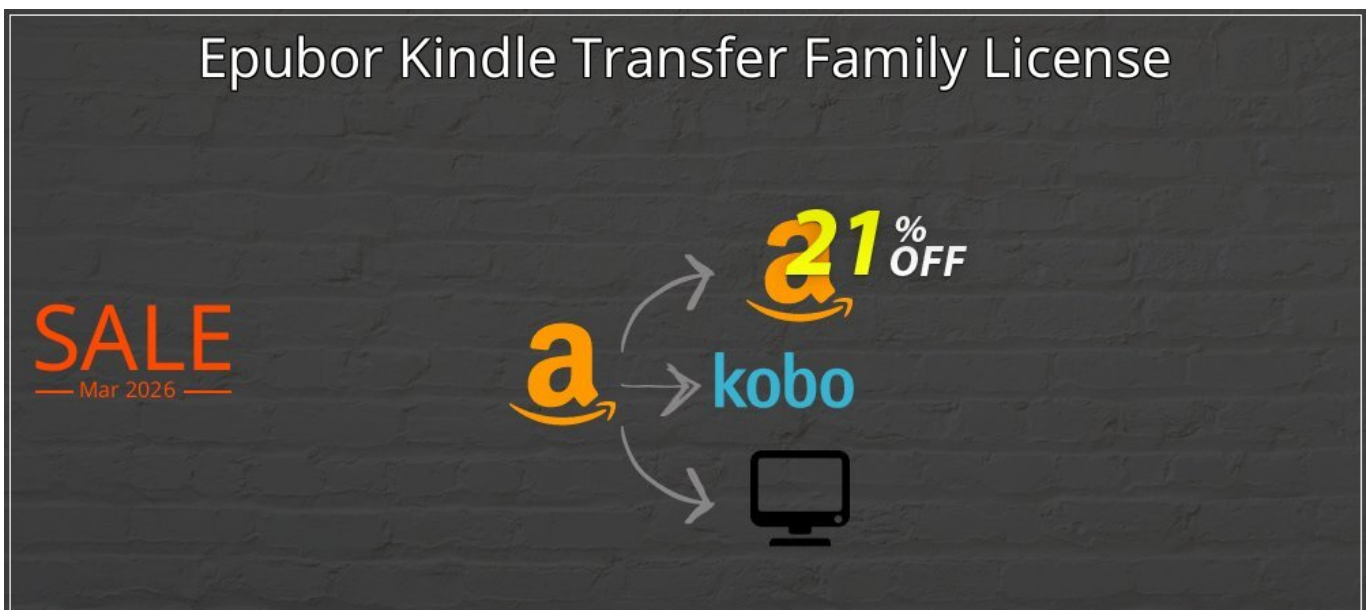 Epubor Kindle Transfer Family License
21 % OFF
a
SALE
Mar 2026
a
kobo